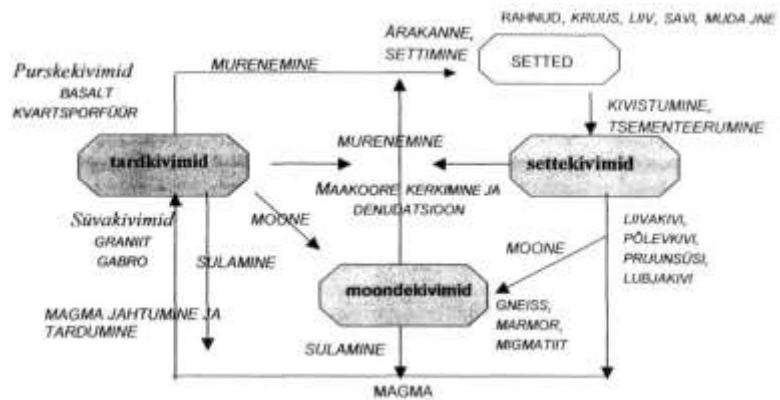 RAHNUD, KRUUS, LIIV, SAVI, MUDA JNE
ÄRAKANNE,
SETTIMINE
SETTED
MURENEMINE
Purskekivimid
BASALT
KVARTSPORFÜÜR
KIVISTUMINE,
TSEMENTEERUMINE
MURENEMINE
tardkivimid
settekivimid
MAAKOORE KERKIMINE JA
DENUDATSIOON
Süvakivimid
GRANIIT
GABRO
MOONE
SULAMINE
MOONE
LIIVAKIVI,
PÕLEVKIVI,
PRUUNSÜSI,
LUBJAKIVI
moondekivimid
GNEISS,
MARMOR,
MIGMATIIT
MAGMA JAHTUMINE JA
TARDUMINE
SULAMINE
MAGMA